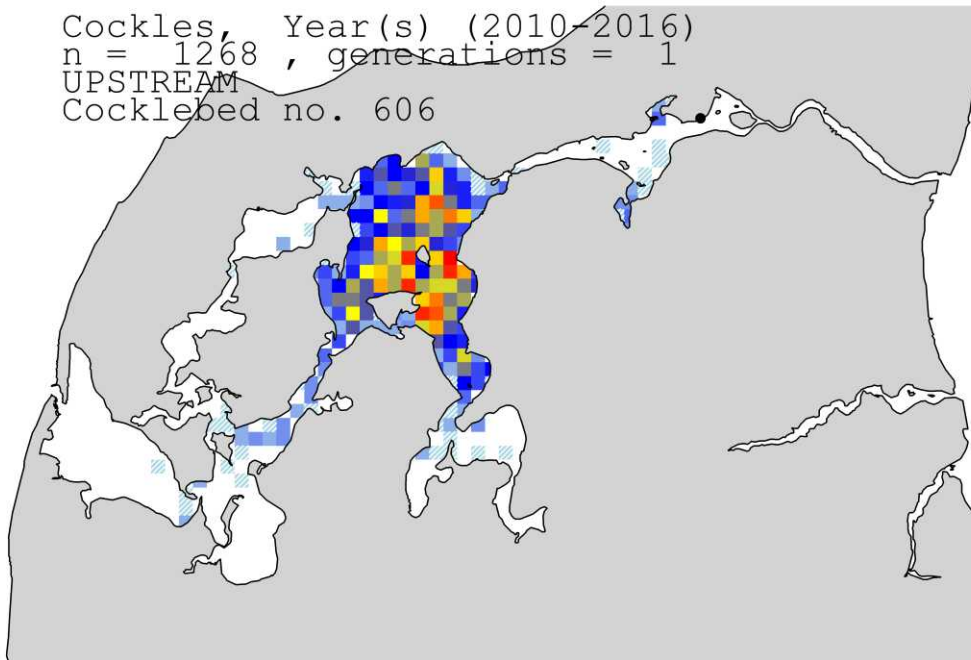 Cockles, Year(s) (2010-2016)
n = 1268 , generations = 1
UPSTREAM
Cocklebed no. 606